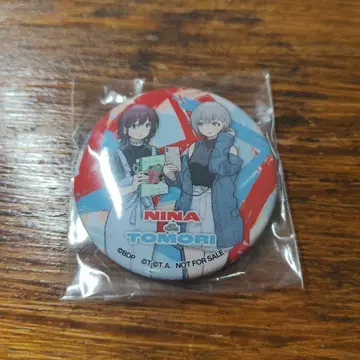 NINA
&
TOMORI
©BDP ©T,©T.A. NOT FOR SALE